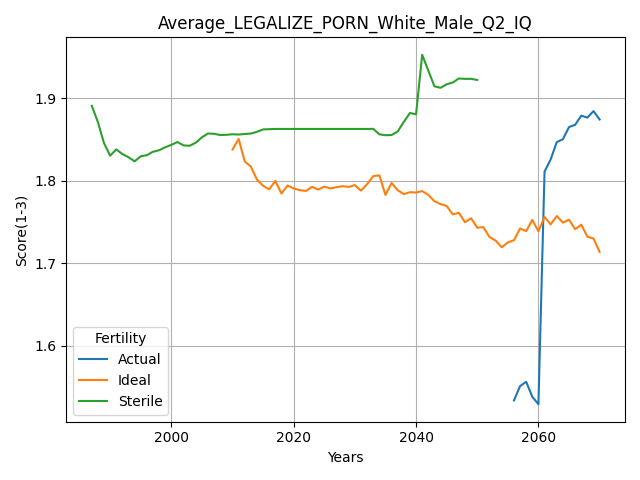 Average_LEGALIZE_PORN_White_Male_Q2_IQ
Score(1-3)
1.9
1.8
1.7
1.6
Fertility
Actual
Ideal
Sterile
2000
2020
2040
2060
Years